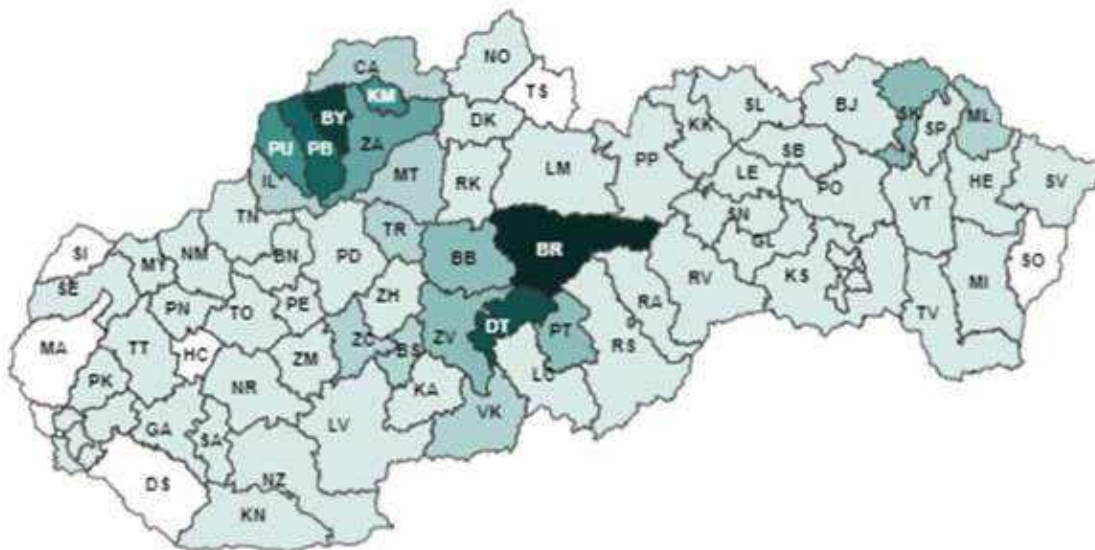 NO
CA
TS
KM
BY
DK
SL
BJ
SK
SP
ML
KK
PU
PB
ZA
SB
IL
MT
RK
LM
PP
LE
PO
HE
SV
TN
TR
SN
VT
SI
MY
NM
BN
PD
BB
BR
GL
SO
SE
PN
TO
PE
ZH
RV
KS
MI
RA
TV
MA
TT
HC
ZM
ZC
BS
ZV
DT
PT
RS
PK
NR
KA
LC
GA
SA
LV
VK
DS
NZ
KN